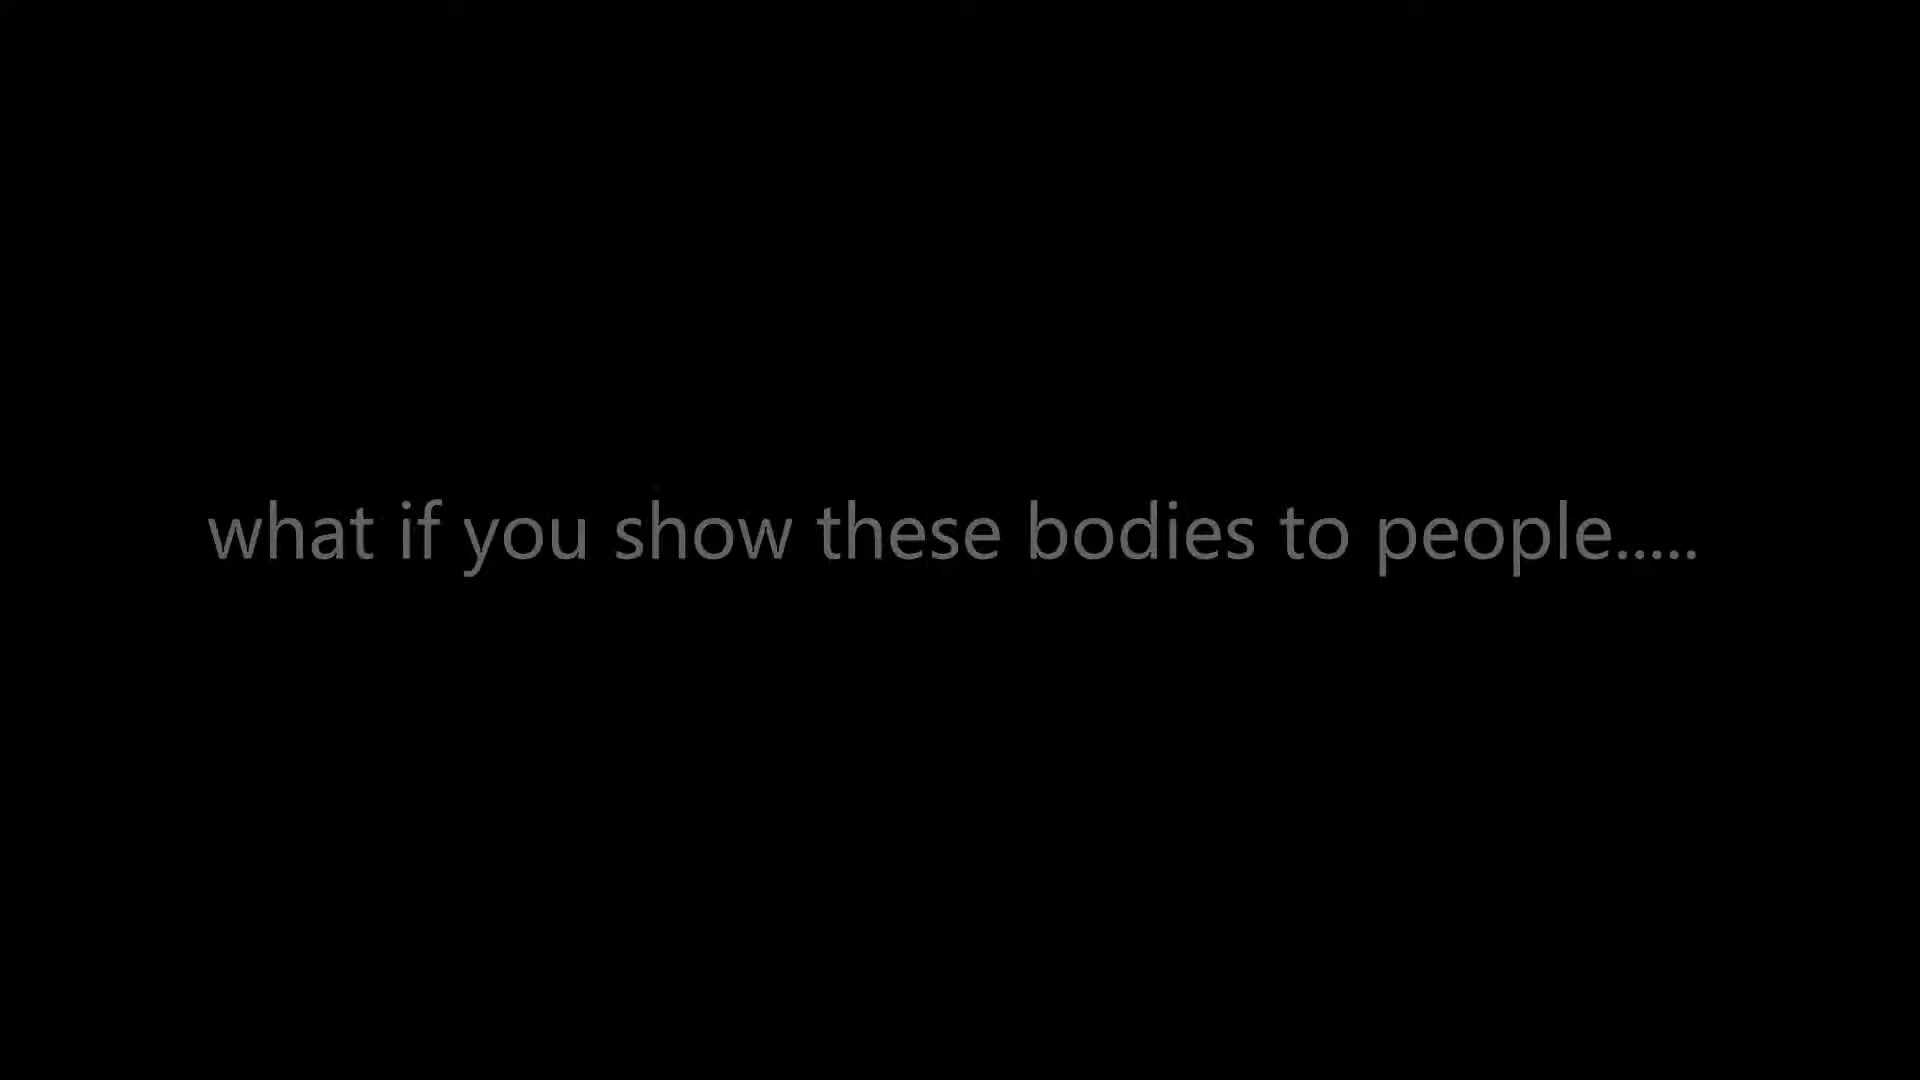 what if you show these bodies to people.....